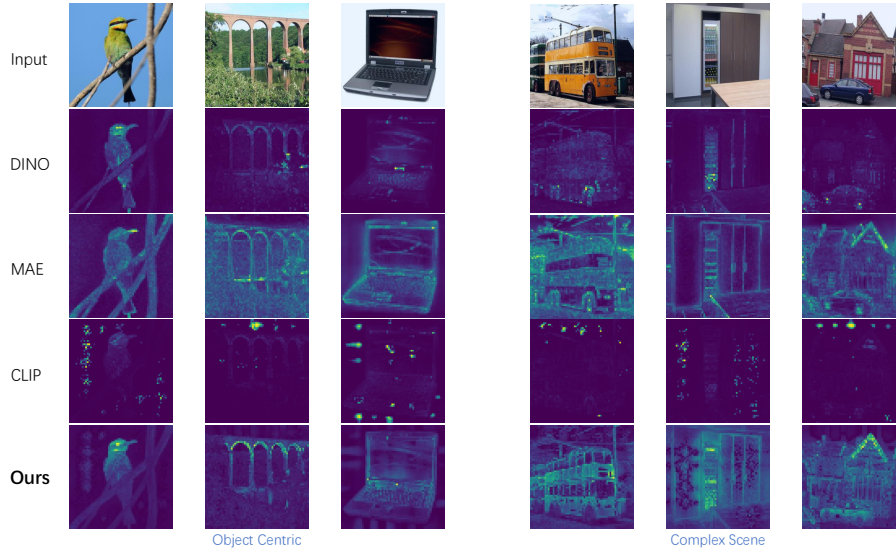 Input
DINO
MAE
CLIP
Ours
Object Centric
Complex Scene